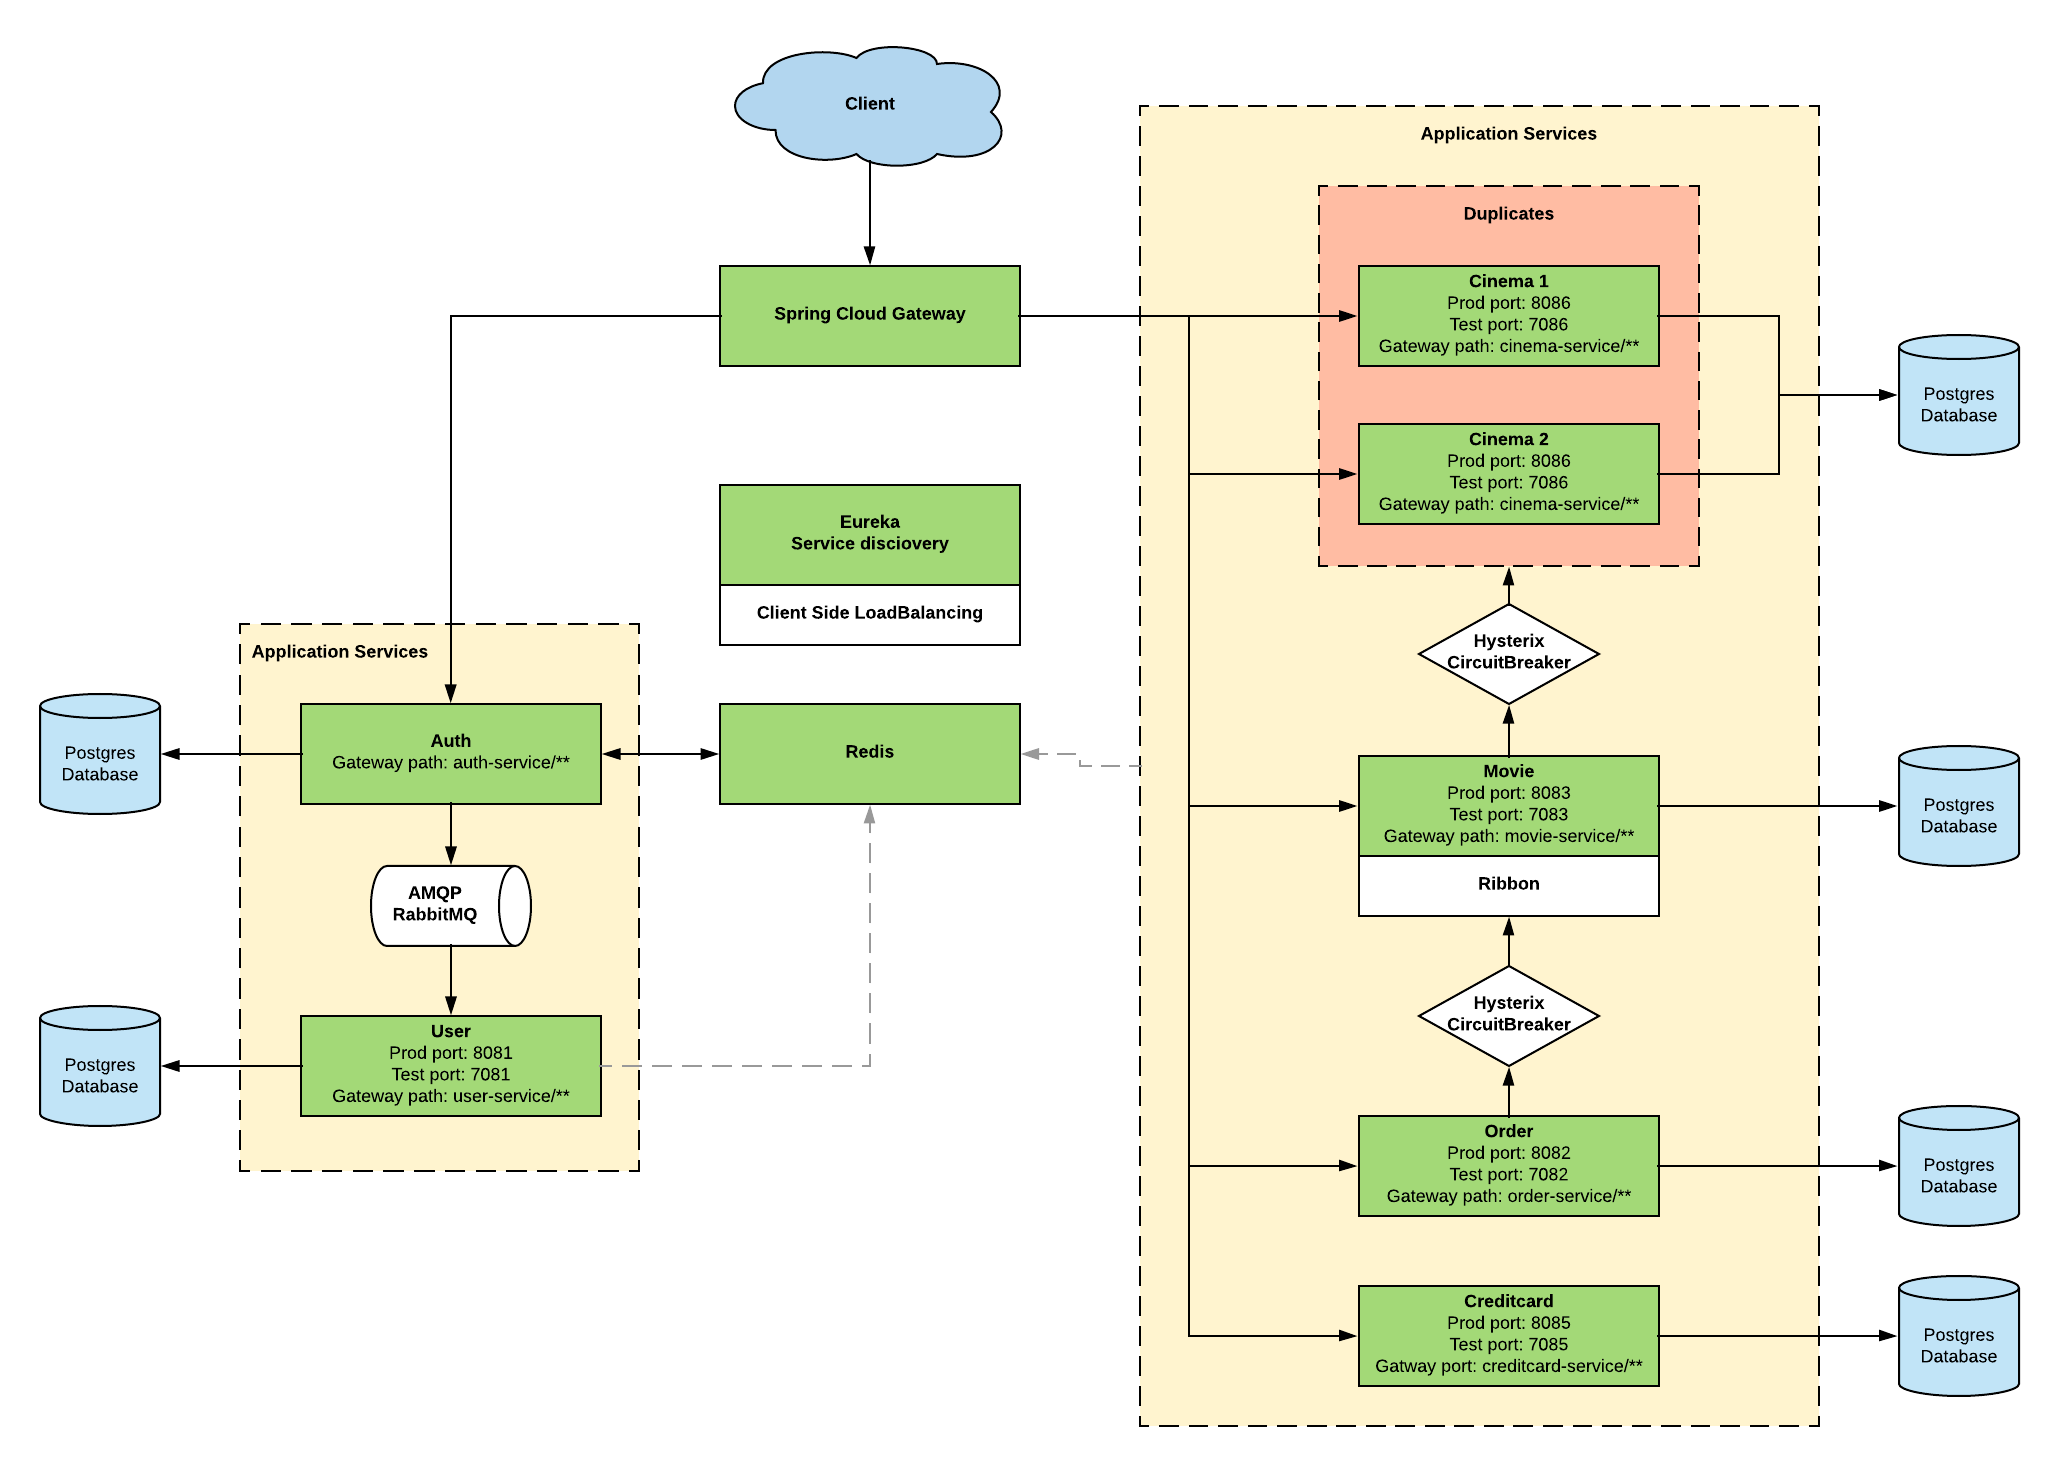 Client
Spring Cloud Gateway
Eureka
Service disciovery
Client Side LoadBalancing
Redis
Application Services
Auth
Gateway path: auth-service/**
AMQP
RabbitMQ
User
Prod port: 8081
Test port: 7081
Gateway path: user-service/**
Postgres
Database
Postgres
Database
Application Services
Duplicates
Cinema 1
Prod port: 8086
Test port: 7086
Gateway path: cinema-service/**
Cinema 2
Prod port: 8086
Test port: 7086
Gateway path: cinema-service/**
Hysterix
CircuitBreaker
Movie
Prod port: 8083
Test port: 7083
Gateway path: movie-service/**
Ribbon
Hysterix
CircuitBreaker
Order
Prod port: 8082
Test port: 7082
Gateway path: order-service/**
Creditcard
Prod port: 8085
Test port: 7085
Gatway port: creditcard-service/**
Postgres
Database
Postgres
Database
Postgres
Database
Postgres
Database